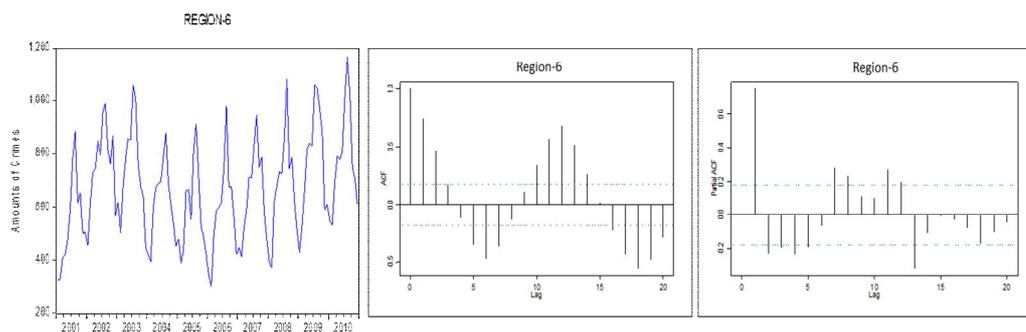 REGION-6
Amounts of Crimes
1,200
1,000
800
600
400
200
2001 2002 2003 2004 2005 2006 2007 2008 2009 2010
Region-6
ACF
1.0
0.5
0.0
0.5
0 5 10 15 20
Lag
Region-6
Partial ACF
0.6
0.4
0.2
0.0
0.2
0 5 10 15 20
Lag